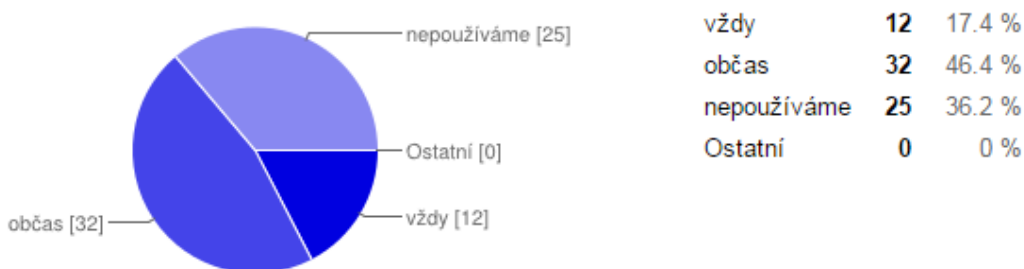 nepoužíváme [25]
Ostatní [0]
občas [32]
vždy [12]
vždy 12 17.4 %
občas 32 46.4 %
nepoužíváme 25 36.2 %
Ostatní 0 0 %